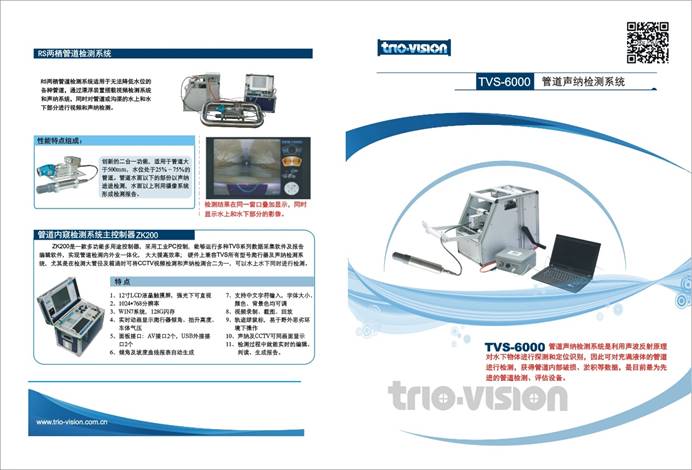 RS两栖管道检测系统
RS两栖管道检测系统适用于无法降低水位的
各种管道，通过漂浮装置搭载视频检测系统
和声纳系统，同时对管道或沟渠的水上和水
下部分进行视频和声纳检测。
性能特点组成：
创新的二合一功能，适用于管道大
于500mm，水位处于25%－75%的
管道。管道水面以下的部份以声纳
追进检测，水面以上利用摄像系统
形成检测报告。
检测结果在同一窗口叠加显示，同时
显示水上和水下部分的影像。
管道内窥检测系统主控制器ZK200
ZK200是一款多功能多用途控制器，采用工业PC控制，能够运行多种TVS系列数据采集软件及报告
编辑软件，实现管道检测内外业一体化，大大提高效率，硬件上兼容TVS所有型号爬行器及声纳检测系
统，尤其是在检测大管径及暗涵时可将CCTV视频检测和声纳检测合二为一，可以水上水下同时进行检测。
特 点
1、12寸LCD液晶触摸屏，强光下可直视
2、1024*768分辨率
3、WIN7系统，128G闪存
4、实时动画显示爬行器倾角、抬升高度、
车体气压
5、面板接口：AV接口2个，USB外接接
口2个
6、倾角及坡度曲线报表自动生成
7、支持中文字符输入，字体大小、
颜色、背景色均可调
8、视频录制、截图、回放
9、轨迹球鼠标，易于野外恶劣环
境下操作
10、声纳及CCTV可同画面显示
11、检测过程中就能实时的编辑、
判读、生成报告。
www.trio-vision.com.cn
trio-vision
TVS-6000 管道声纳检测系统
TVS-6000 管道声纳检测系统是利用声波反射原理
对水下物体进行探测和定位识别，因此可对充满液体的管道
进行检测，获得管道内部破损、淤积等数据，是目前最为先
进的管道检测、评估设备。
trio-vision